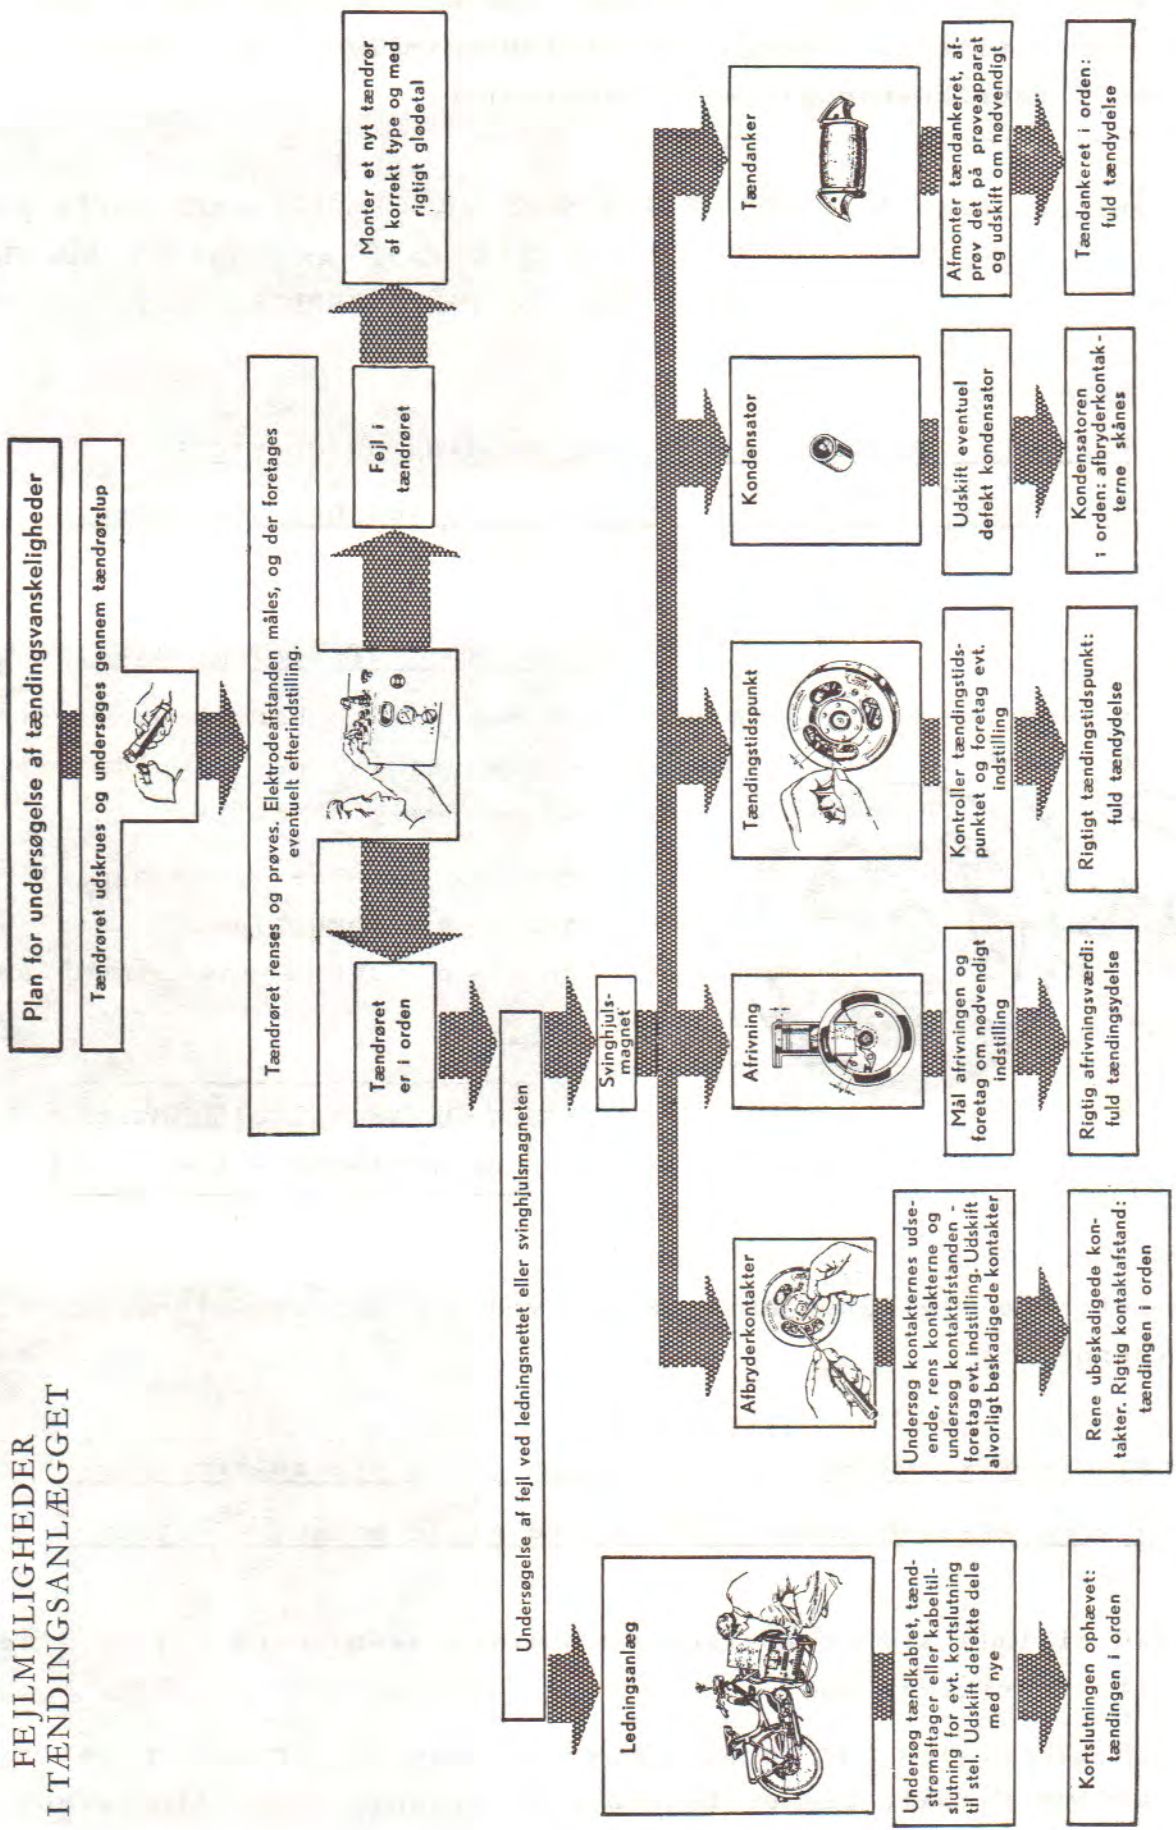 FEJLMULIGHEDER
I TÆNDINGSANLÆGGET
Plan for undersøgelse af tændingsvanskeligheder
Tændrøret udskrues og undersøges gennem tændrørslup
Tændrøret renses og prøves. Elektrodeafstanden måles, og der foretages
eventuelt efterindstilling.
Tændrøret
er i orden
Fejl i
tændrøret
Monter et nyt tændrør
af korrekt type og med
rigtigt glødetal
Undersøgelse af fejl ved ledningsnettet eller svinghjulsmagneten
Svinghjuls-
magnet
Ledningsanlæg
Undersøg tændkablet, tænd-
strømaftager eller kabeltil-
slutning for evt. kortslutning
til stel. Udskift defekte dele
med nye
Kortslutningen ophævet:
tændingen i orden
Afbryderkontakter
Undersøg kontakternes udse-
ende, rens kontakterne og
undersøg kontaktafstanden -
foretag evt. indstilling. Udskift
alvorligt beskadigede kontakter
Rene ubeskadigede kon-
takter. Rigtig kontaktafstand:
tændingen i orden
Afrivning
Mål afrivningen og
foretag om nødvendigt
indstilling
Rigtig afrivningsværdi:
fuld tændingsydelse
Tændingstidspunkt
Kontroller tændingstids-
punktet og foretag evt.
indstilling
Rigtigt tændingstidspunkt:
fuld tændydelse
Kondensator
Udskift eventuel
defekt kondensator
Kondensatoren
i orden: afbryderkontak-
terne skånes
Tændanker
Afmonter tændankeret, af-
prøv det på prøveapparat
og udskift om nødvendigt
Tændankeret i orden:
fuld tændydelse